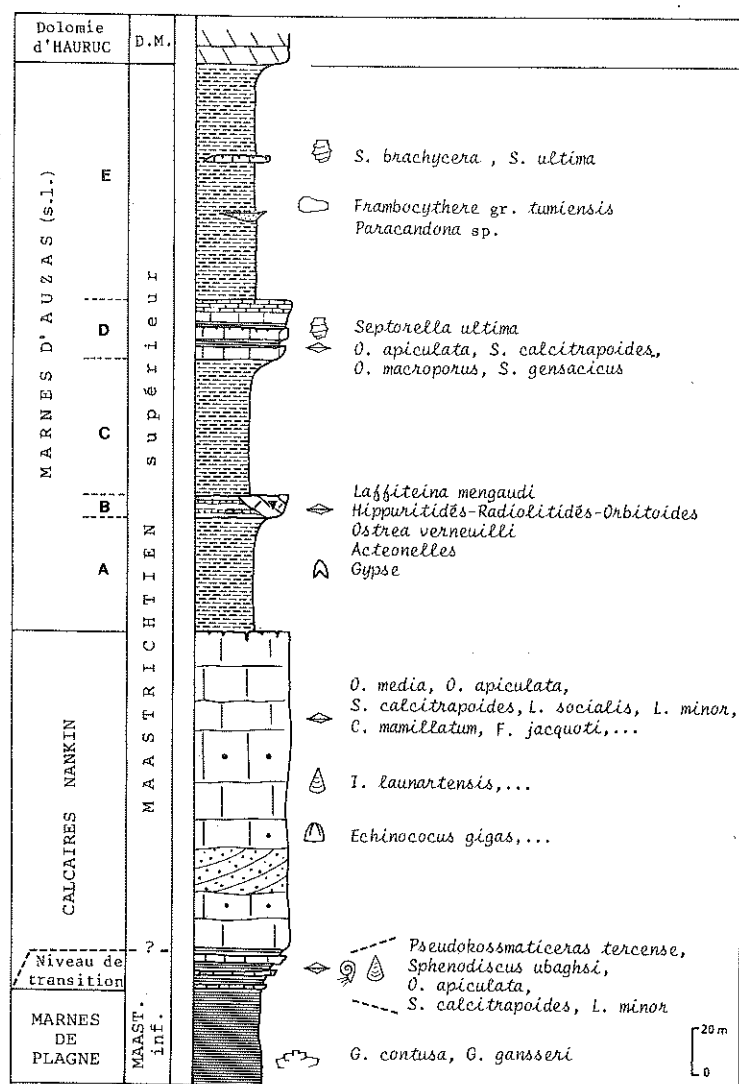 Dolomie
d'HAURUC
D.M.
MARNES D'AUZAS (s.l.)
E
D
C
B
A
MAASTRICHTIEN supérieur
S. brachycera , S. ultima
Frambocythere gr. tumiensis
Paracandona sp.
Septorella ultima
O. apiculata, S. calcitrapoides,
O. macroporus, S. gensacicus
Laffiteina mengaudi
Hippuritidés-Radiolitidés-Orbitoides
Ostrea verneuilli
Acteonelles
Gypse
CALCAIRES NANKIN
O. media, O. apiculata,
S. calcitrapoides, L. socialis, L. minor,
C. mamillatum, F. jacquoti,...
I. launartensis,...
Echinococus gigas,...
?
Niveau de
transition
Pseudokossmaticeras tercense,
Sphenodiscus ubaghsi,
O. apiculata,
S. calcitrapoides, L. minor
MARNES
DE
PLAGNE
MAAST.
inf.
G. contusa, G. gansseri
20 m
0